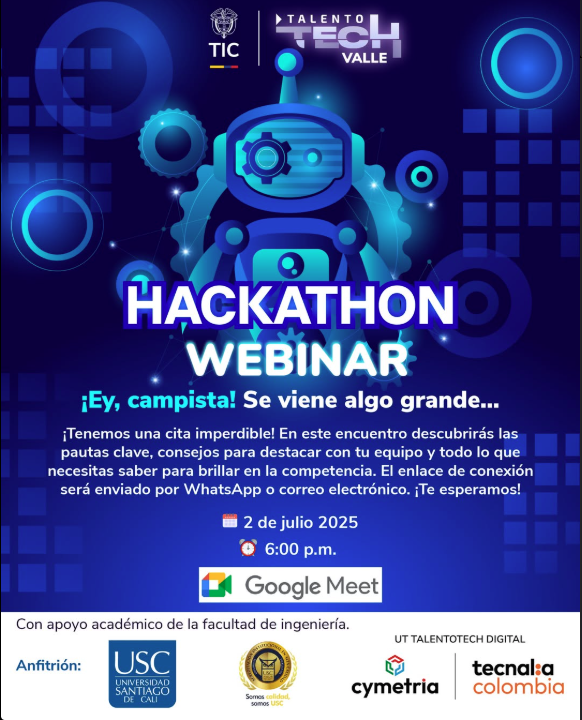 TIC
TALENTO
TECH
VALLE
HACKATHON
WEBINAR
¡Ey, campista! Se viene algo grande...
¡Tenemos una cita imperdible! En este encuentro descubrirás las
pautas clave, consejos para destacar con tu equipo y todo lo que
necesitas saber para brillar en la competencia. El enlace de conexión
será enviado por WhatsApp o correo electrónico. ¡Te esperamos!
2 de julio 2025
6:00 p.m.
Google Meet
Con apoyo académico de la facultad de ingeniería.
UT TALENTOTECH DIGITAL
Anfitrión:
USC
UNIVERSIDAD
SANTIAGO
DE CALI
Somos calidad,
somos USC
cymetria
tecnalia
colombia